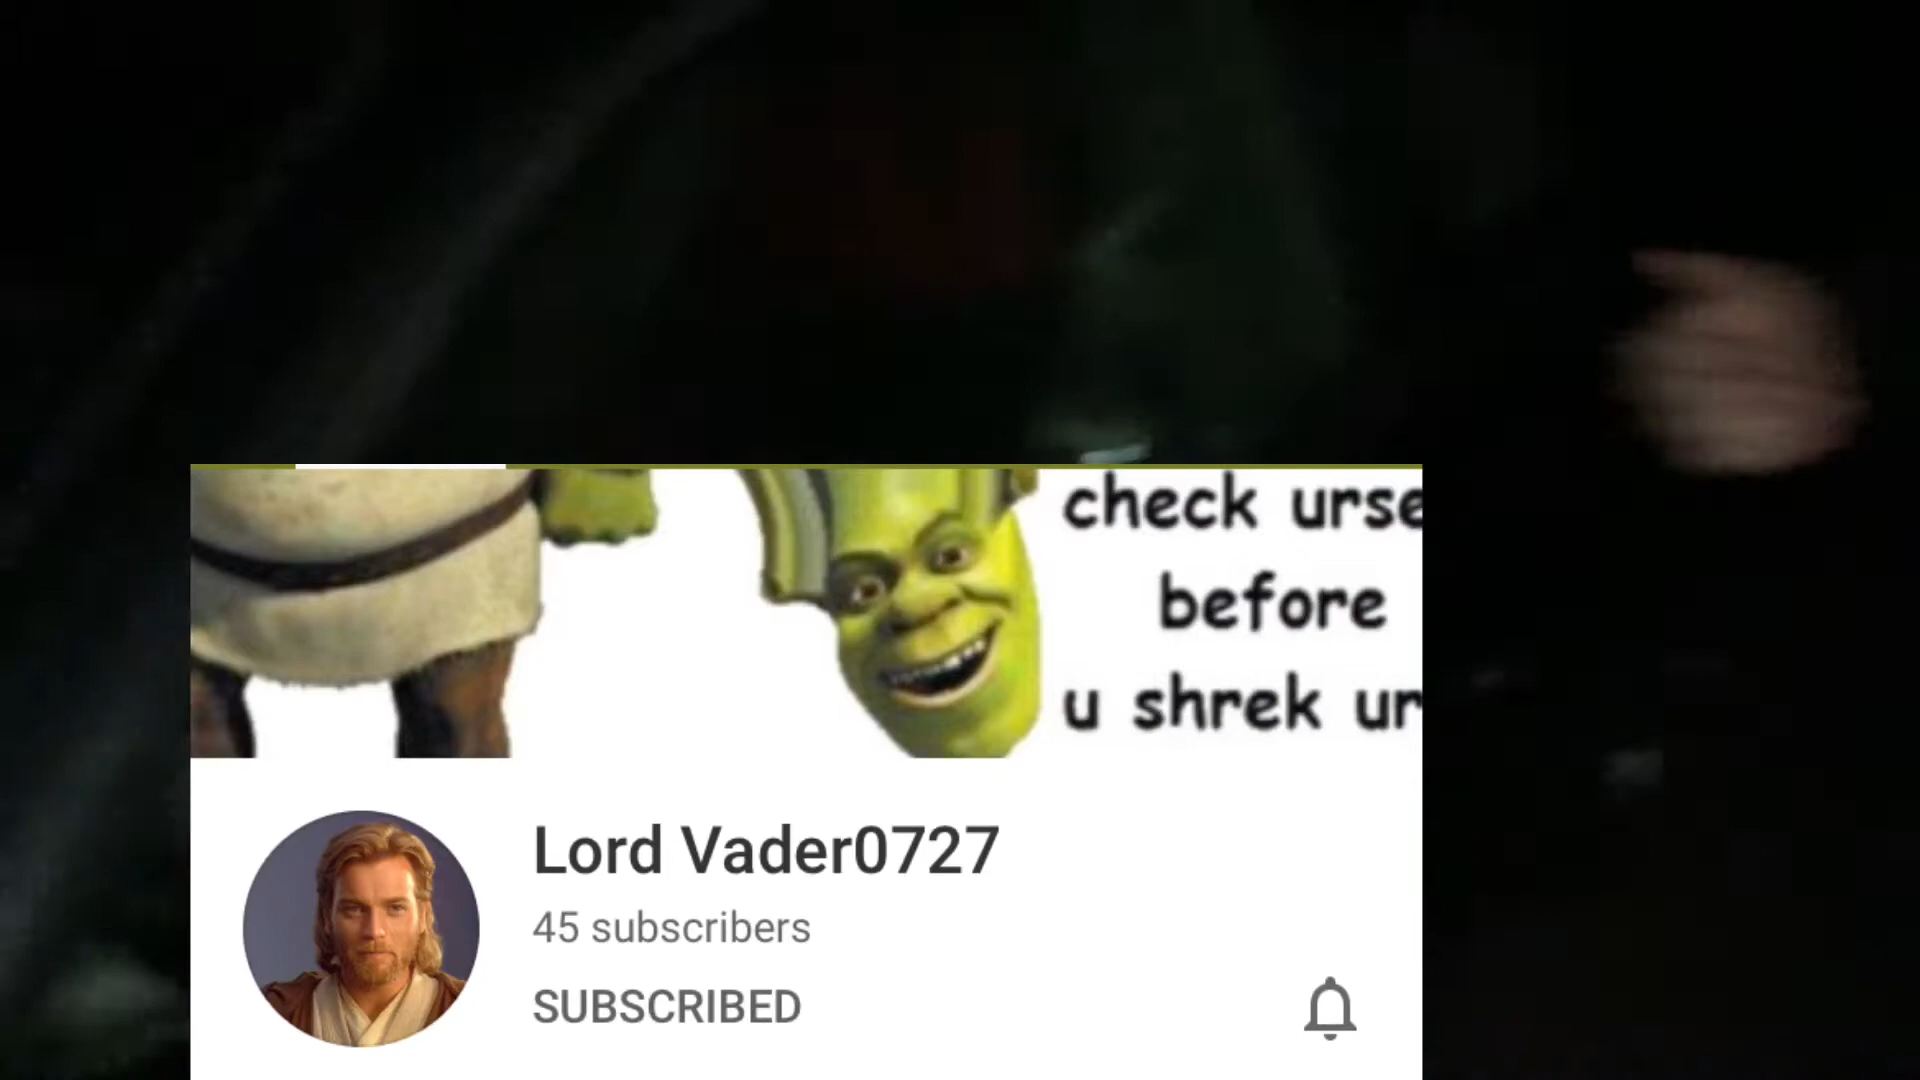 check urse
before
u shrek ur
Lord Vader0727
45 subscribers
SUBSCRIBED